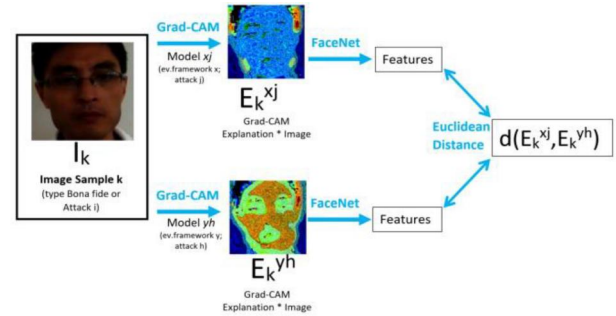 Grad-CAM
Model xj
(ev.framework x;
attack j)
E_k^xj
Grad-CAM
Explanation * Image
FaceNet
Features
I_k
Image Sample k
(type Bona fide or
Attack i)
Euclidean
Distance
d(E_k^xj,E_k^yh)
Grad-CAM
Model yh
(ev.framework y;
attack h)
E_k^yh
Grad-CAM
Explanation * Image
FaceNet
Features